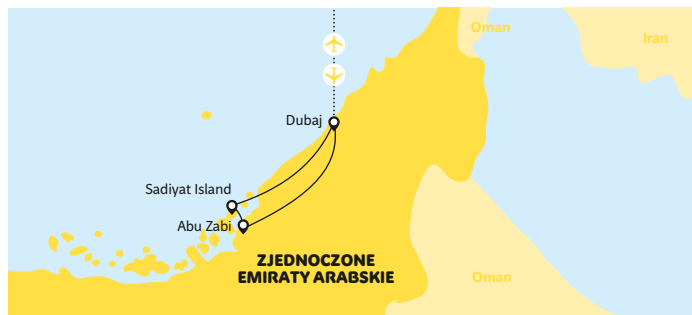 Oman
Iran
Dubaj
Sadiyat Island
Abu Zabi
ZJEDNOCZONE
EMIRATY ARABSKIE
Oman